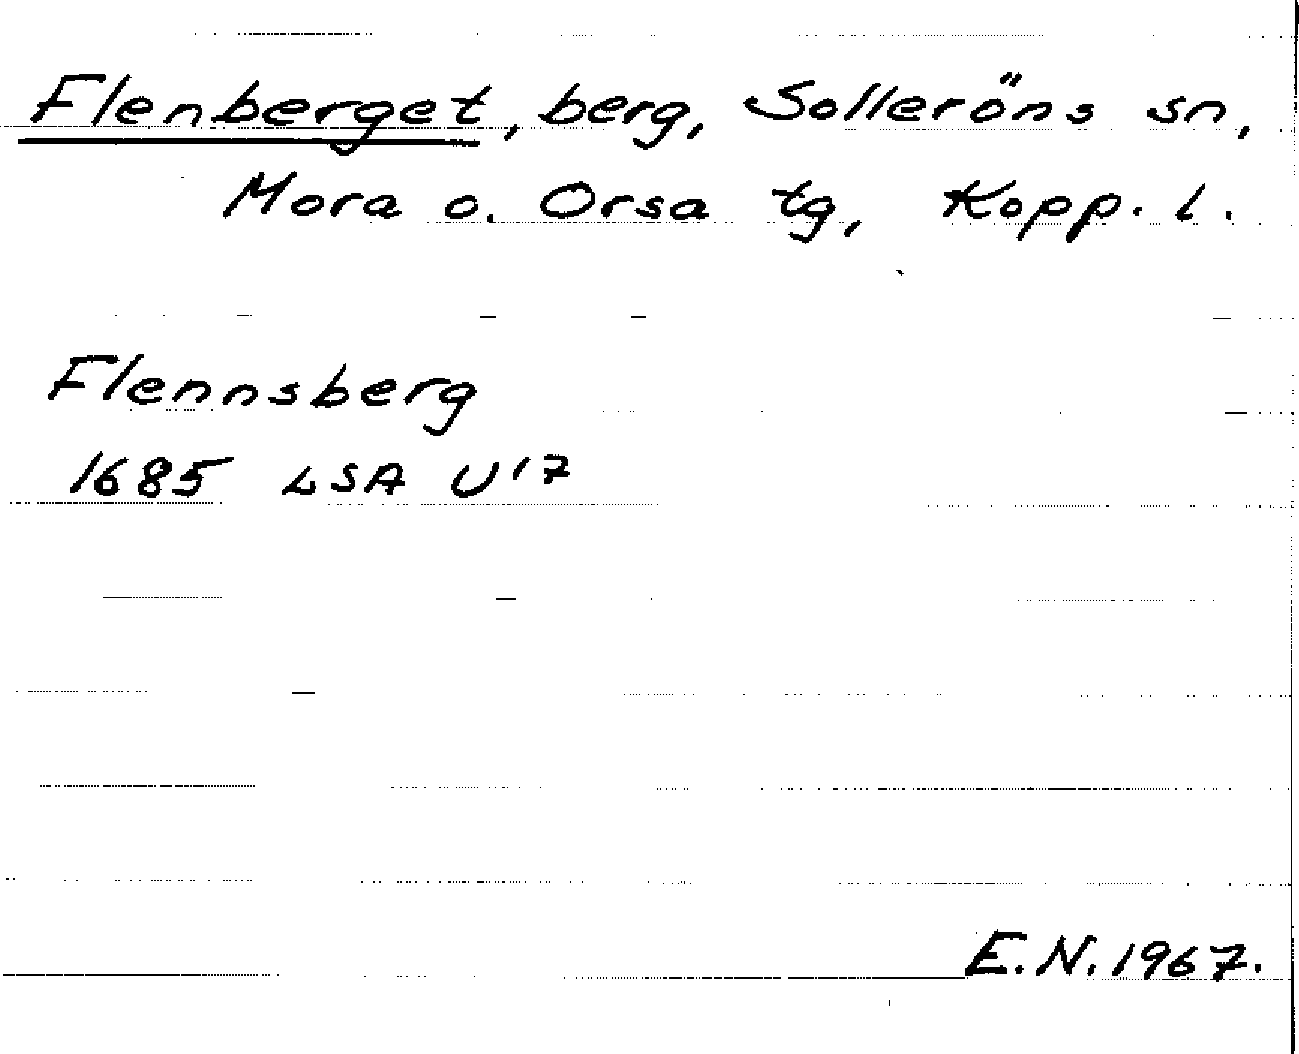 Flenberget, berg, Solleröns sn,
Mora o. Orsa tg, Kopp. l.
Flennsberg
1685 LSA U17
E.N. 1967.